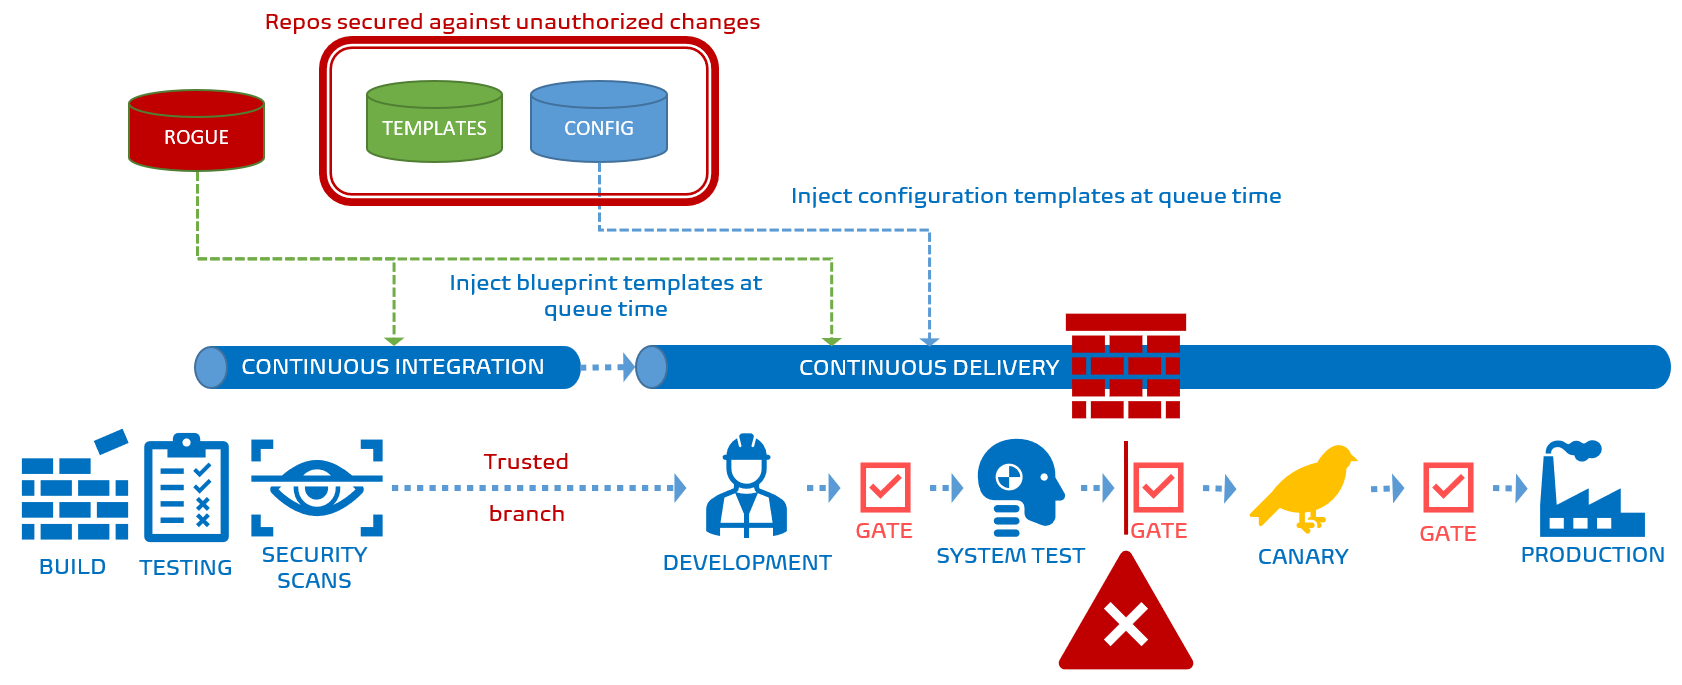 Repos secured against unauthorized changes
ROGUE
TEMPLATES
CONFIG
Inject configuration templates at queue time
Inject blueprint templates at
queue time
CONTINUOUS INTEGRATION
CONTINUOUS DELIVERY
Trusted
branch
BUILD
TESTING
SECURITY
SCANS
DEVELOPMENT
GATE
SYSTEM TEST
GATE
CANARY
GATE
PRODUCTION